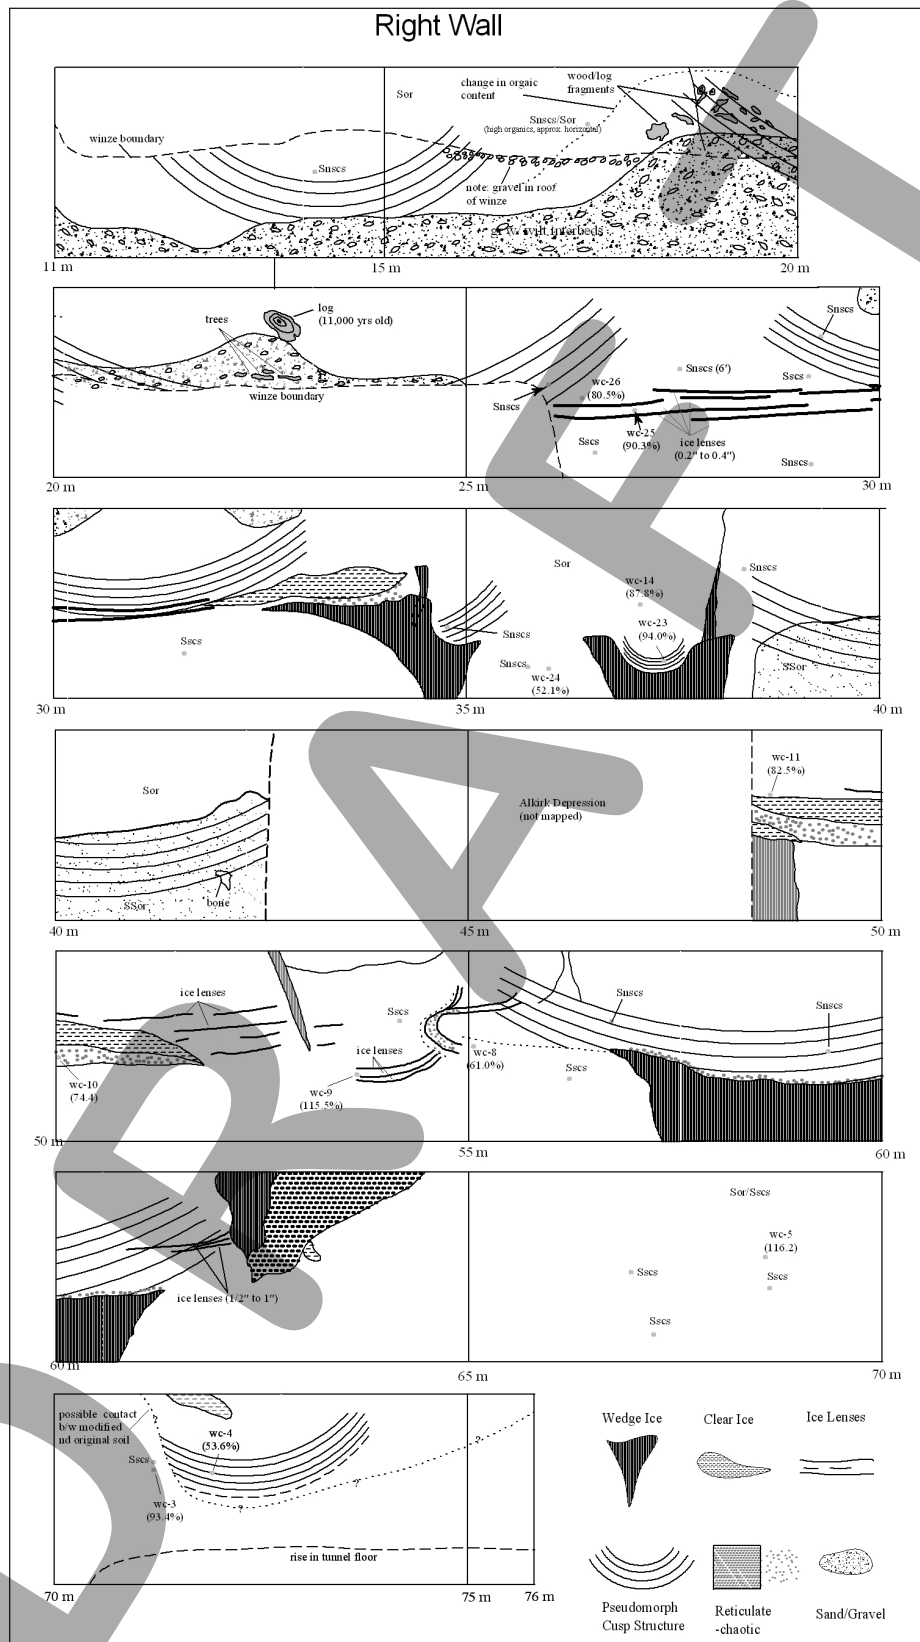 Right Wall
Sor
change in orgaic
content
wood/log
fragments
Snscs/Sor
(high organics, approx. horizontal)
winze boundary
Snscs
note: gravel in roof
of winze
11 m
15 m
20 m
trees
log
(11,000 yrs old)
winze boundary
Snscs
Snscs (6')
Sscs
wc-26
(80.5%)
Snscs
wc-25
(90.3%)
ice lenses
(0.2" to 0.4")
Sscs
Snscs
20 m
25 m
30 m
Sor
wc-14
(87.8%)
Snscs
wc-23
(94.0%)
Snscs
Sscs
Snscs
wc-24
(52.1%)
SSor
30 m
35 m
40 m
wc-11
(82.5%)
Sor
Alkirk Depression
(not mapped)
SSor
bone
40 m
45 m
50 m
ice lenses
Sscs
Snscs
Snscs
ice lenses
wc-8
(61.0%)
Sscs
wc-10
(74.4)
wc-9
(115.5%)
50 m
55 m
60 m
Sor/Sscs
wc-5
(116.2)
Sscs
Sscs
ice lenses (1/2" to 1")
Sscs
60 m
65 m
70 m
possible contact
b/w modified
nd original soil
wc-4
(53.6%)
?
Sscs
?
wc-3
(93.4%)
?
rise in tunnel floor
70 m
75 m
76 m
Wedge Ice
Clear Ice
Ice Lenses
Pseudomorph
Cusp Structure
Reticulate
-chaotic
Sand/Gravel
DRAFT